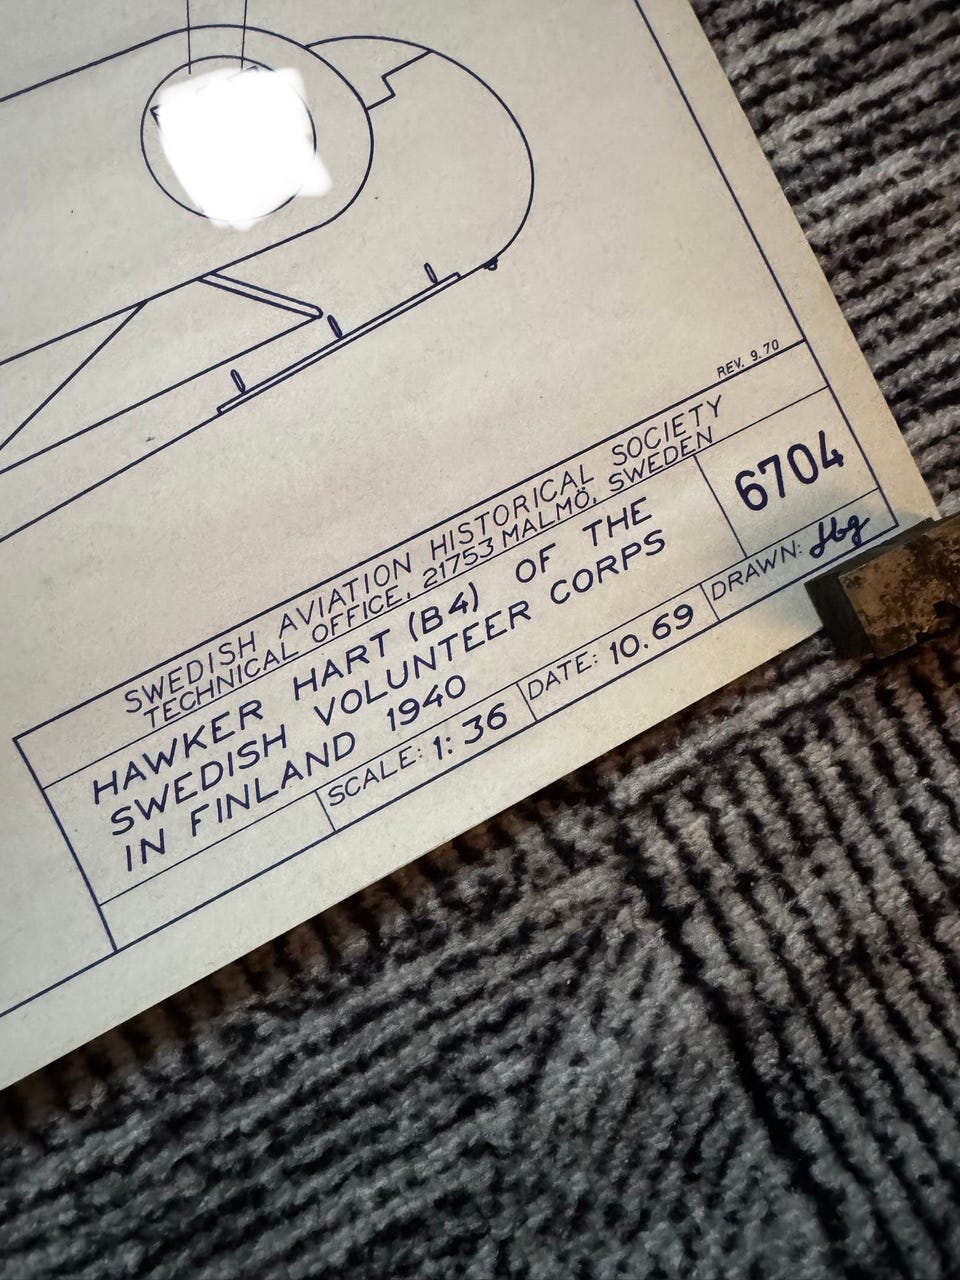 REV. 9.70
SWEDISH AVIATION HISTORICAL SOCIETY
TECHNICAL OFFICE, 21753 MALMÖ, SWEDEN
HAWKER HART (B4) OF THE
SWEDISH VOLUNTEER CORPS
IN FINLAND 1940
6704
SCALE: 1:36
DATE: 10.69
DRAWN: